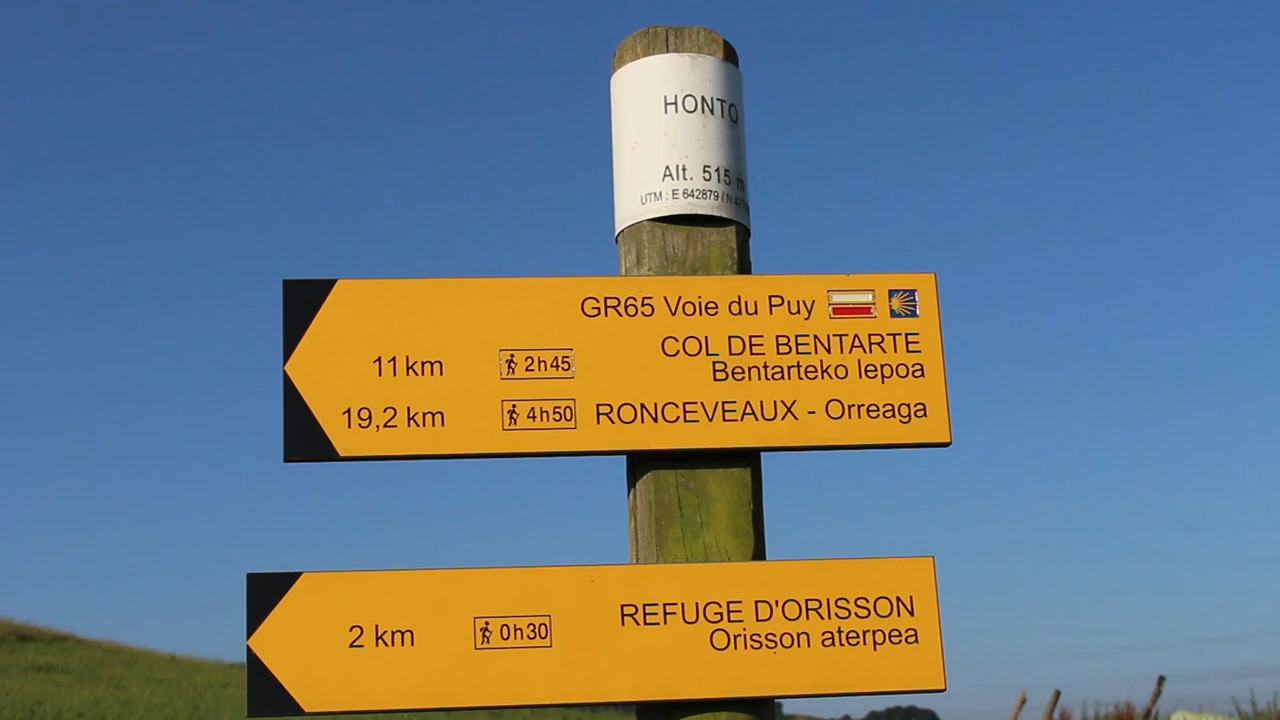 HONTO
Alt. 515 m
UTM : E 642879 / N
GR65 Voie du Puy
COL DE BENTARTE
11 km 2h45 Bentarteko lepoa
19,2 km 4h50 RONCEVEAUX - Orreaga
REFUGE D'ORISSON
2 km 0h30 Orisson aterpea